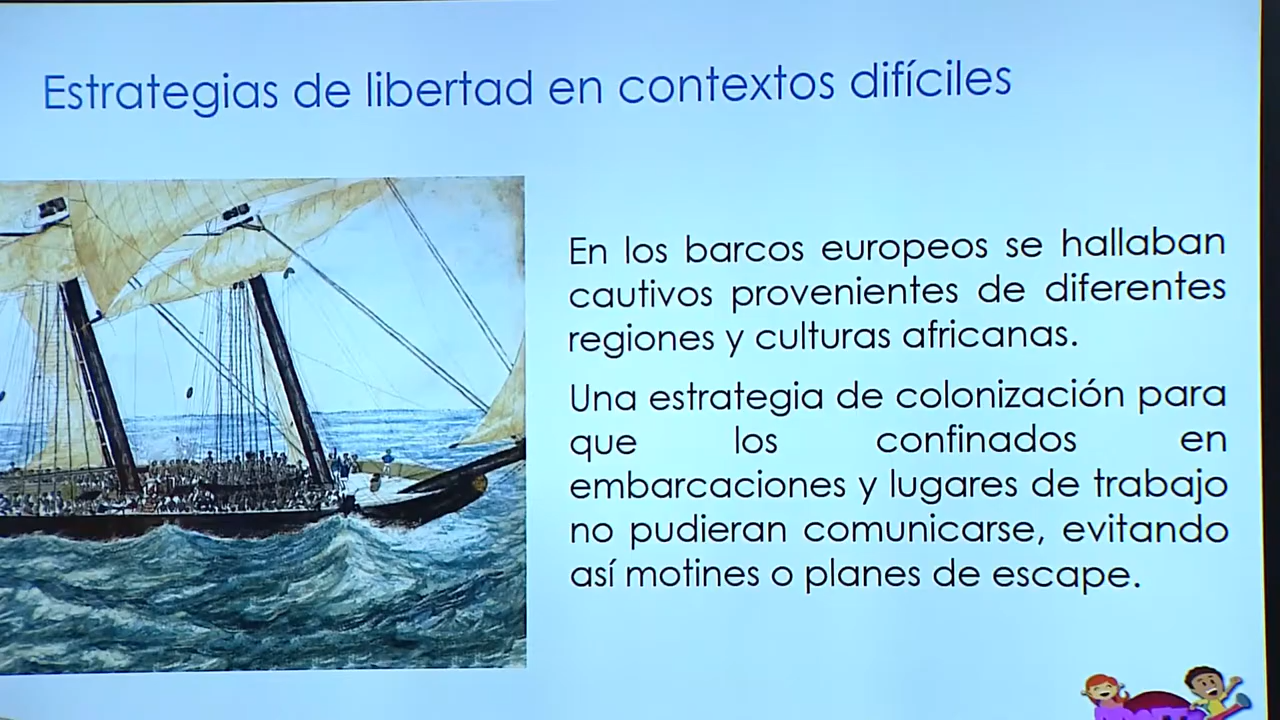 Estrategias de libertad en contextos difíciles
En los barcos europeos se hallaban
cautivos provenientes de diferentes
regiones y culturas africanas.
Una estrategia de colonización para
que los confinados en
embarcaciones y lugares de trabajo
no pudieran comunicarse, evitando
así motines o planes de escape.